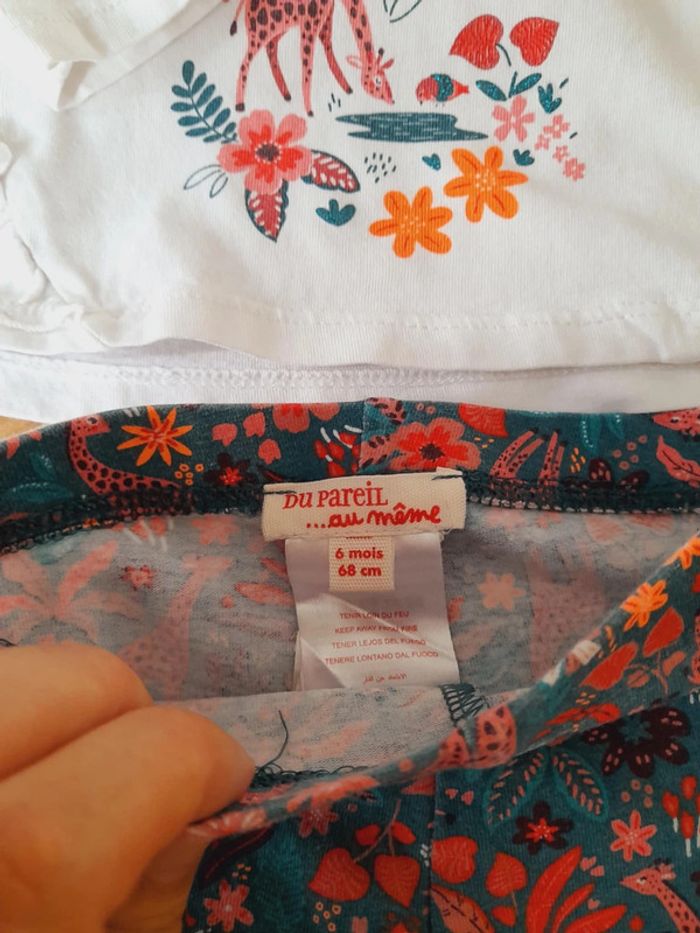 DU PAREIL
...au même
6 mois
68 cm
TENIR LOIN DU FEU
KEEP AWAY FROM FIRE
TENER LEJOS DEL FUEGO
TENERE LONTANO DAL FUOCO